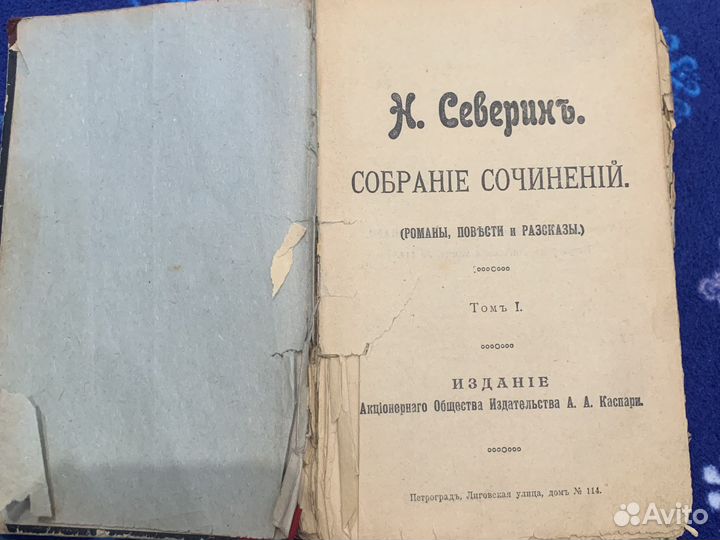 Н. Северинъ.
СОБРАНІЕ СОЧИНЕНІЙ.
(РОМАНЫ, ПОВѢСТИ и РАЗСКАЗЫ.)
Томъ I.
ИЗДАНІЕ
Акціонернаго Общества Издательства А. А. Каспари.
Петроградъ, Лиговская улица, домъ № 114.
Avito